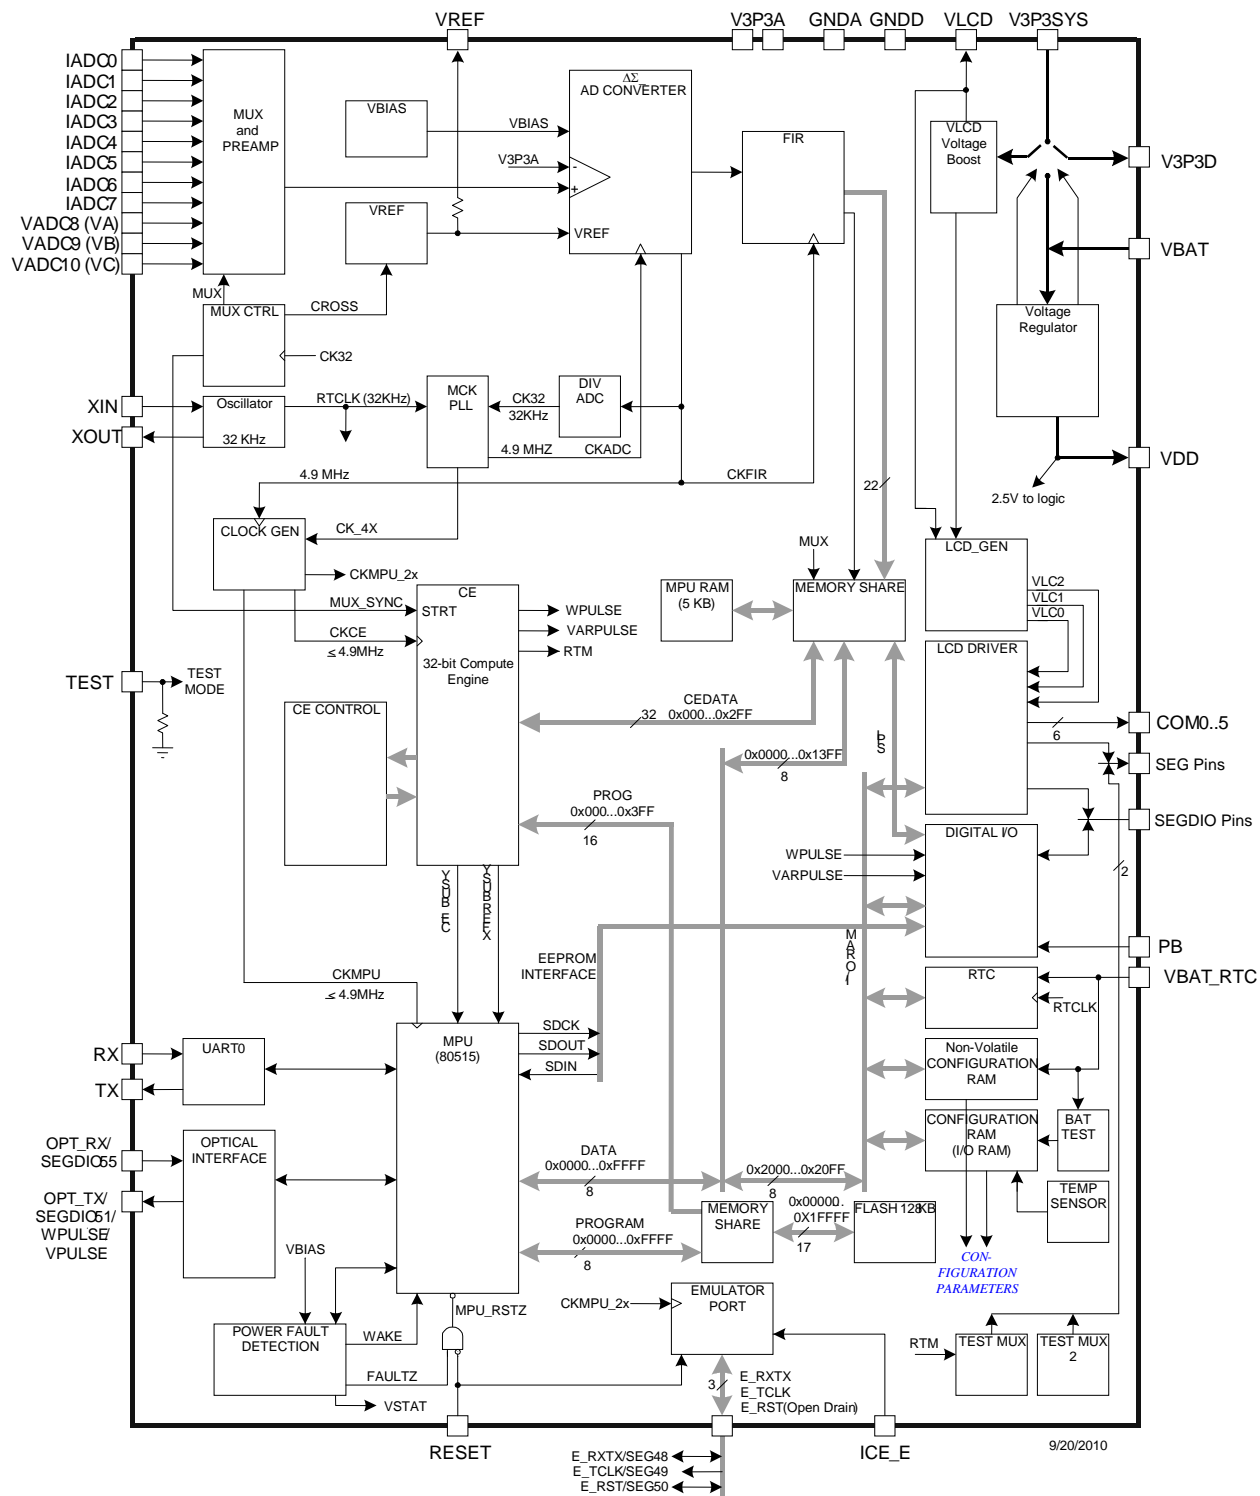 VREF
V3P3A
GNDA
GNDD
VLCD
V3P3SYS
IADC0
IADC1
IADC2
IADC3
IADC4
IADC5
IADC6
IADC7
VADC8 (VA)
VADC9 (VB)
VADC10 (VC)
MUX
and
PREAMP
VBIAS
VBIAS
V3P3A
-
+
ΔΣ
AD CONVERTER
VREF
VREF
FIR
VLCD
Voltage
Boost
V3P3D
VBAT
Voltage
Regulator
VDD
2.5V to logic
MUX
MUX CTRL
CROSS
CK32
XIN
XOUT
Oscillator
32 KHz
RTCLK (32KHz)
MCK
PLL
CK32
32KHz
DIV
ADC
4.9 MHZ
CKADC
4.9 MHz
CKFIR
22
CLOCK GEN
CK_4X
CKMPU_2x
MUX_SYNC
CKCE
≤ 4.9MHz
CE
STRT
32-bit Compute
Engine
WPULSE
VARPULSE
RTM
MPU RAM
(5 KB)
MUX
MEMORY SHARE
LCD_GEN
VLC2
VLC1
VLC0
LCD DRIVER
TEST
TEST
MODE
CE CONTROL
CEDATA
32
0x000...0x2FF
0x0000...0x13FF
8
PROG
0x000...0x3FF
16
6
COM0..5
SEG Pins
SEGDIO Pins
2
DIGITAL I/O
WPULSE
VARPULSE
PB
VBAT_RTC
RTC
RTCLK
EEPROM
INTERFACE
CKMPU
≤ 4.9MHz
SDCK
SDOUT
SDIN
MPU
(80515)
RX
TX
UART0
OPT_RX/
SEGDIO55
OPT_TX/
SEGDIO51/
WPULSE/
VPULSE
OPTICAL
INTERFACE
Non-Volatile
CONFIGURATION
RAM
CONFIGURATION
RAM
(I/O RAM)
BAT
TEST
TEMP
SENSOR
DATA
0x0000...0xFFFF
8
0x2000...0x20FF
8
PROGRAM
0x0000...0xFFFF
8
MEMORY
SHARE
0x00000...
0X1FFFF
17
FLASH 128KB
CON-
FIGURATION
PARAMETERS
VBIAS
POWER FAULT
DETECTION
WAKE
FAULTZ
VSTAT
MPU_RSTZ
CKMPU_2x
EMULATOR
PORT
3
E_RXTX
E_TCLK
E_RST(Open Drain)
RTM
TEST MUX
TEST MUX
2
RESET
ICE_E
9/20/2010
E_RXTX/SEG48
E_TCLK/SEG49
E_RST/SEG50